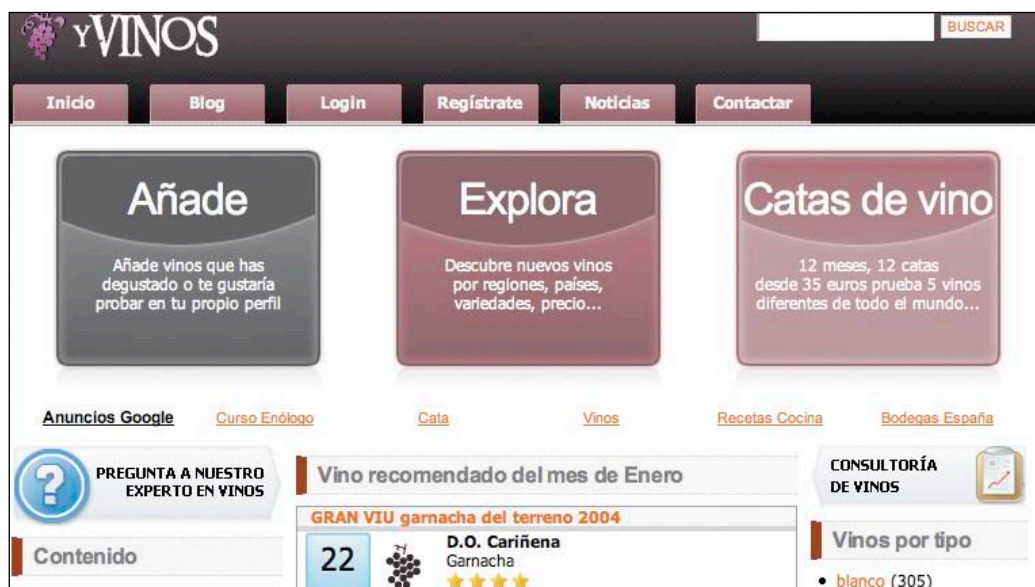 YVINOS
BUSCAR
Inicio
Blog
Login
Regístrate
Noticias
Contactar
Añade
Añade vinos que has
degustado o te gustaría
probar en tu propio perfil
Explora
Descubre nuevos vinos
por regiones, países,
variedades, precio...
Catas de vino
12 meses, 12 catas
desde 35 euros prueba 5 vinos
diferentes de todo el mundo...
Anuncios Google
Curso Enólogo
Cata
Vinos
Recetas Cocina
Bodegas España
PREGUNTA A NUESTRO
EXPERTO EN VINOS
Contenido
Vino recomendado del mes de Enero
GRAN VIU garnacha del terreno 2004
22
D.O. Cariñena
Garnacha
CONSULTORÍA
DE VINOS
Vinos por tipo
• blanco (305)